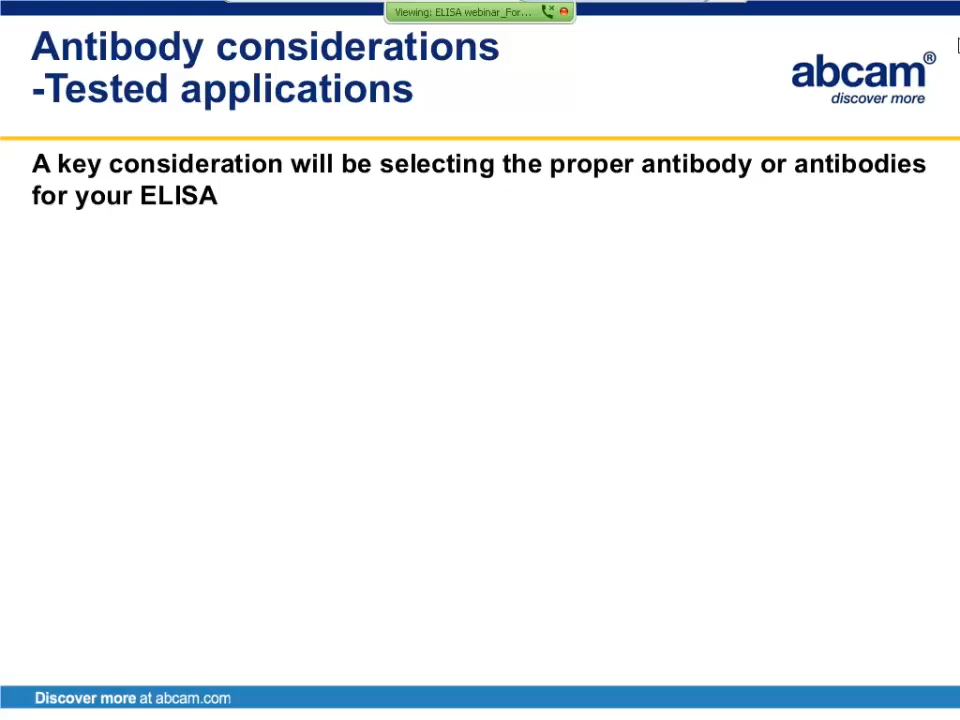 Viewing: ELISA webinar_For...
Antibody considerations
-Tested applications
abcam®
discover more
A key consideration will be selecting the proper antibody or antibodies
for your ELISA
Discover more at abcam.com